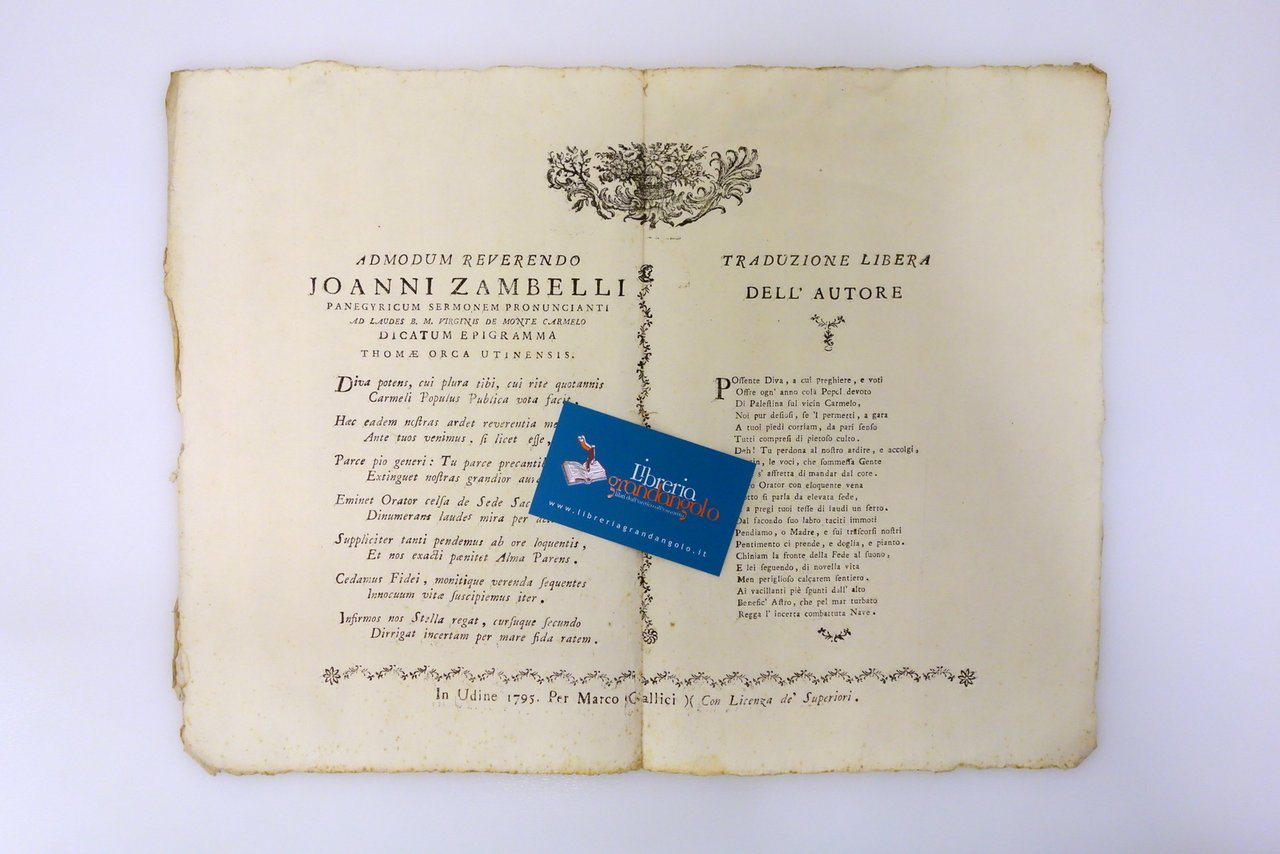 ADMODUM REVERENDO
JOANNI ZAMBELLI
PANEGYRICUM SERMONEM PRONUNCIANTI
AD LAUDES B. M. VIRGINIS DE MONTE CARMELO
DICATUM EPIGRAMMA
THOMÆ ORCA UTINENSIS.
Diva potens, cui plura tibi, cui rite quotannis
Carmeli Populus Publica vota facit,
Hæc eadem noſtras ardet reverentia
Ante tuos venimus, ſi licet eſſe,
Parce pio generi: Tu parce
Extinguet noſtras grandior
Eminet Orator celſa de Sede
Dinumerans laudes mira per
Suppliciter tanti pendemus ab ore loquentis,
Et nos exacti pœnitet Alma Parens.
Cedamus Fidei, monitique verenda ſequentes
Innocuum vitæ ſuſcipiemus iter.
Infirmos nos Stella regat, curſuque ſecundo
Dirrigat incertam per mare fida ratem.
TRADUZIONE LIBERA
DELL' AUTORE
POſſente Diva, a cui preghiere, e voti
Offre ogn' anno colà Popol devoto
Di Paleſtina ſul vicin Carmelo,
Noi pur deſioſi, ſe 'l permetti, a gara
A tuoi piedi corriam, da pari ſenſo
Tutti compreſi di pietoſo culto.
Deh! Tu perdona al noſtro ardire, e accolgi,
le voci, che ſommeſſa Gente
s' affretta di mandar dal core.
Orator con eloquente vena
ſi parla da elevata ſede,
a pregi tuoi teſſe di laudi un ſerto.
Dal facondo ſuo labro taciti immoti
Pendiamo, o Madre, e ſui traſcorſi noſtri
Pentimento ci prende, e doglia, e pianto.
Chiniam la fronte della Fede al ſuono,
E lei ſeguendo, di novella vita
Men periglioſo calcarem ſentiero.
Ai vacillanti piè ſpunti dall' alto
Benefic' Aſtro, che pel mar turbato
Regga l' incerta combattuta Nave.
In Udine 1795. Per Marco Gallici )( Con Licenza de' Superiori.
Libreria
grandangolo
www.libreriagrandangolo.it